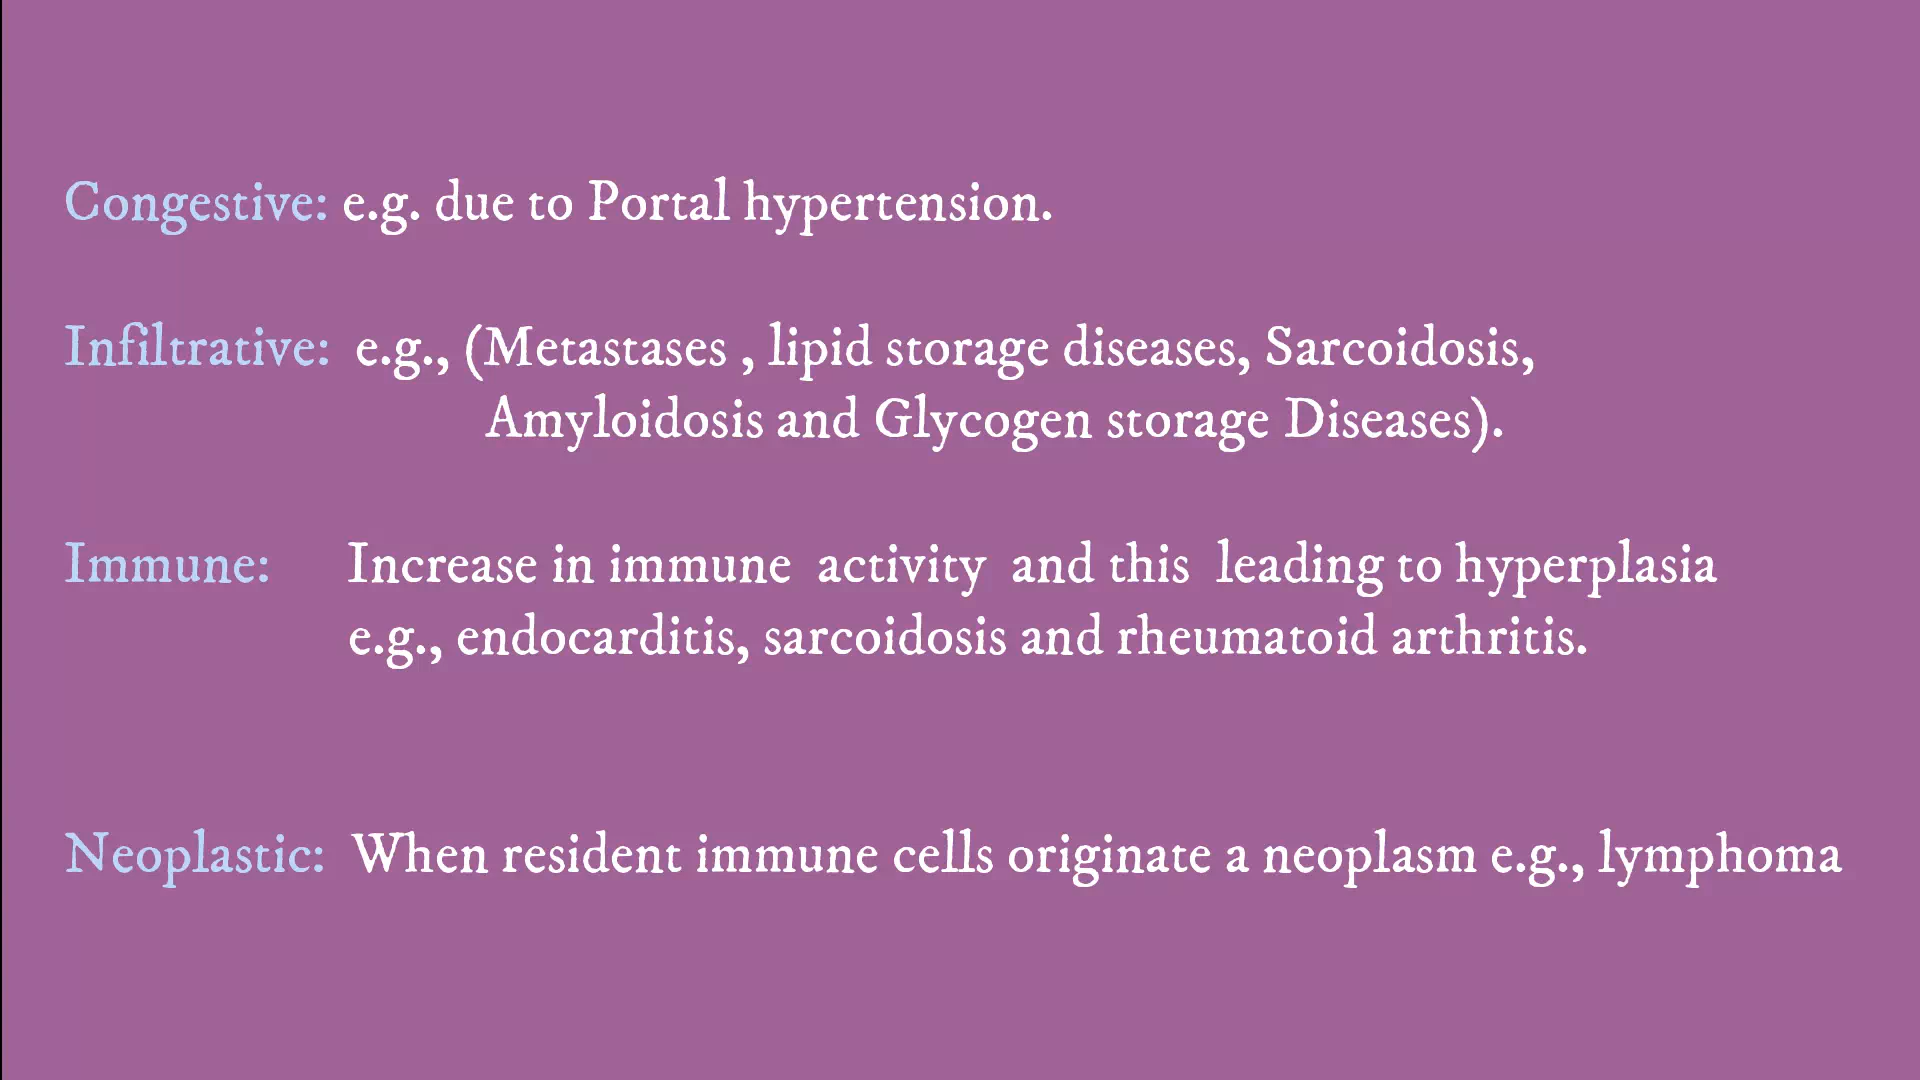 Congestive: e.g. due to Portal hypertension.
Infiltrative: e.g., (Metastases , lipid storage diseases, Sarcoidosis,
Amyloidosis and Glycogen storage Diseases).
Immune: Increase in immune activity and this leading to hyperplasia
e.g., endocarditis, sarcoidosis and rheumatoid arthritis.
Neoplastic: When resident immune cells originate a neoplasm e.g., lymphoma